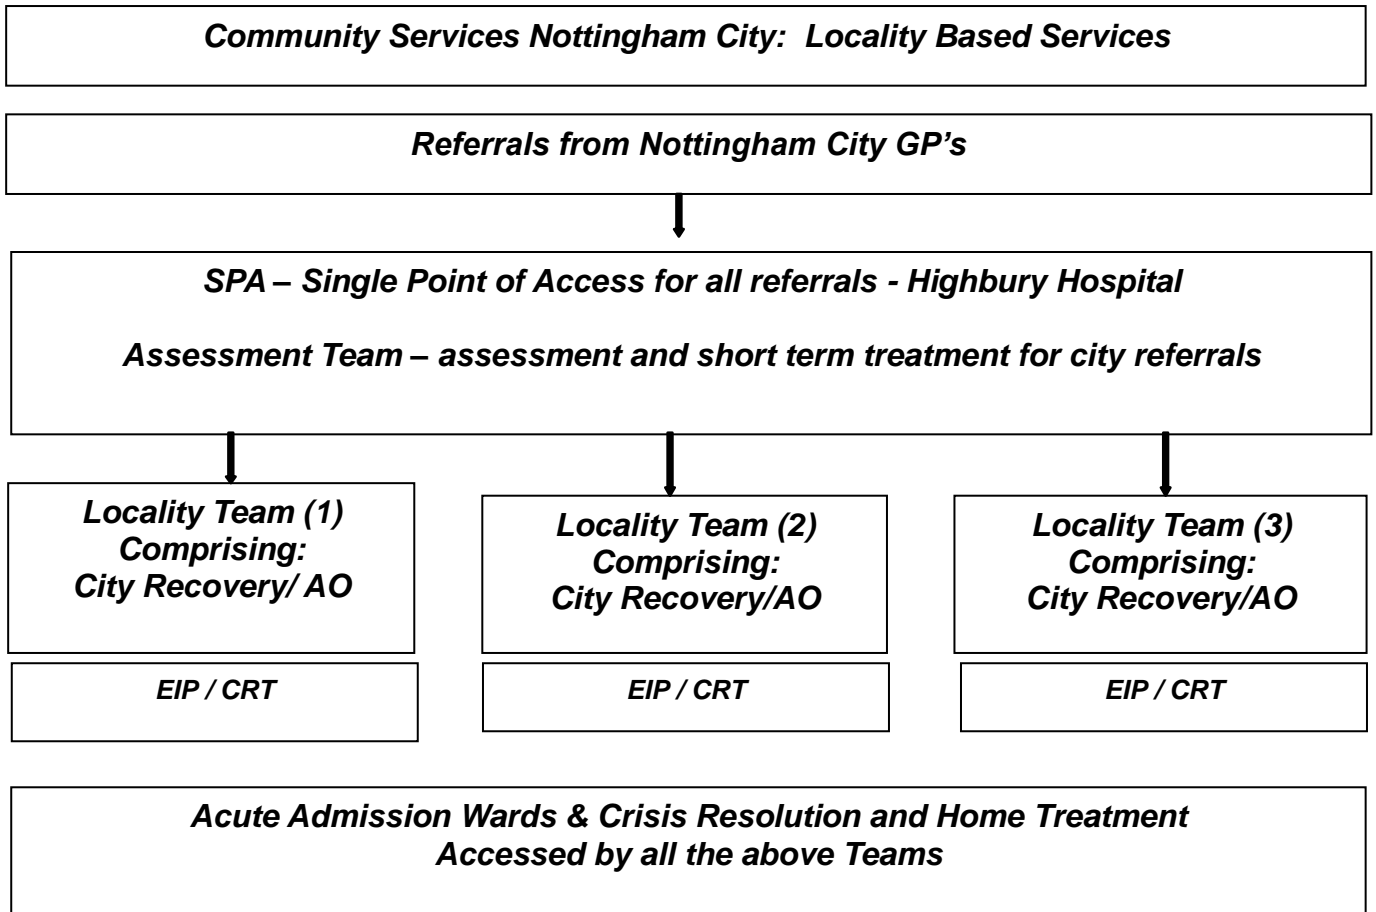 Community Services Nottingham City: Locality Based Services
Referrals from Nottingham City GP’s
SPA – Single Point of Access for all referrals - Highbury Hospital
Assessment Team – assessment and short term treatment for city referrals
Locality Team (1)
Comprising:
City Recovery/ AO
EIP / CRT
Locality Team (2)
Comprising:
City Recovery/AO
EIP / CRT
Locality Team (3)
Comprising:
City Recovery/AO
EIP / CRT
Acute Admission Wards & Crisis Resolution and Home Treatment
Accessed by all the above Teams